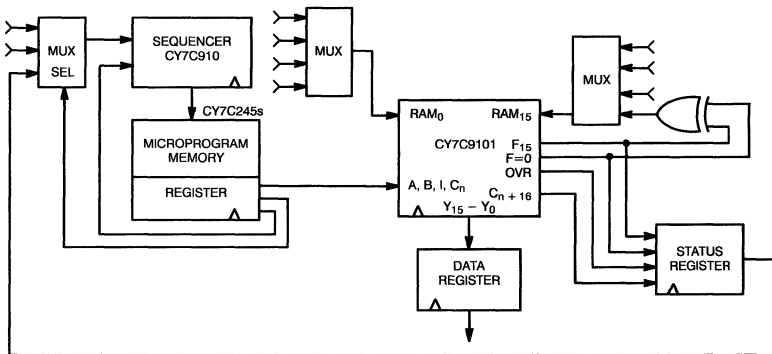 MUX
SEL
SEQUENCER
CY7C910
CY7C245s
MICROPROGRAM
MEMORY
REGISTER
MUX
RAM0
RAM15
CY7C9101
F15
F=0
OVR
A, B, I, Cn
Cn + 16
Y15 – Y0
MUX
DATA
REGISTER
STATUS
REGISTER